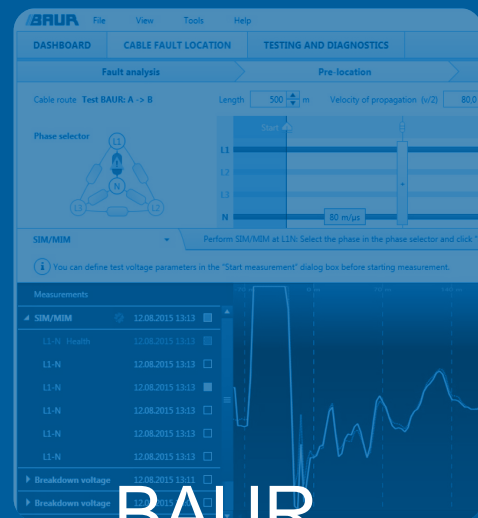 BAUR File View Tools Help
DASHBOARD CABLE FAULT LOCATION TESTING AND DIAGNOSTICS
Fault analysis Pre-location
Cable route Test BAUR: A -> B Length 500 m Velocity of propagation (v/2) 80,0
Start
Phase selector
L1
N
L3 L2
L1
L2
L3
N
80 m/µs
SIM/MIM Perform SIM/MIM at L1N: Select the phase in the phase selector and click "
i You can define test voltage parameters in the "Start measurement" dialog box before starting measurement.
Measurements
SIM/MIM 12.08.2015 13:13
L1-N Health 12.08.2015 13:13
L1-N 12.08.2015 13:13
L1-N 12.08.2015 13:13
L1-N 12.08.2015 13:13
L1-N 12.08.2015 13:13
L1-N 12.08.2015 13:13
Breakdown voltage 12.08.2015 13:11
Breakdown voltage
BAUR